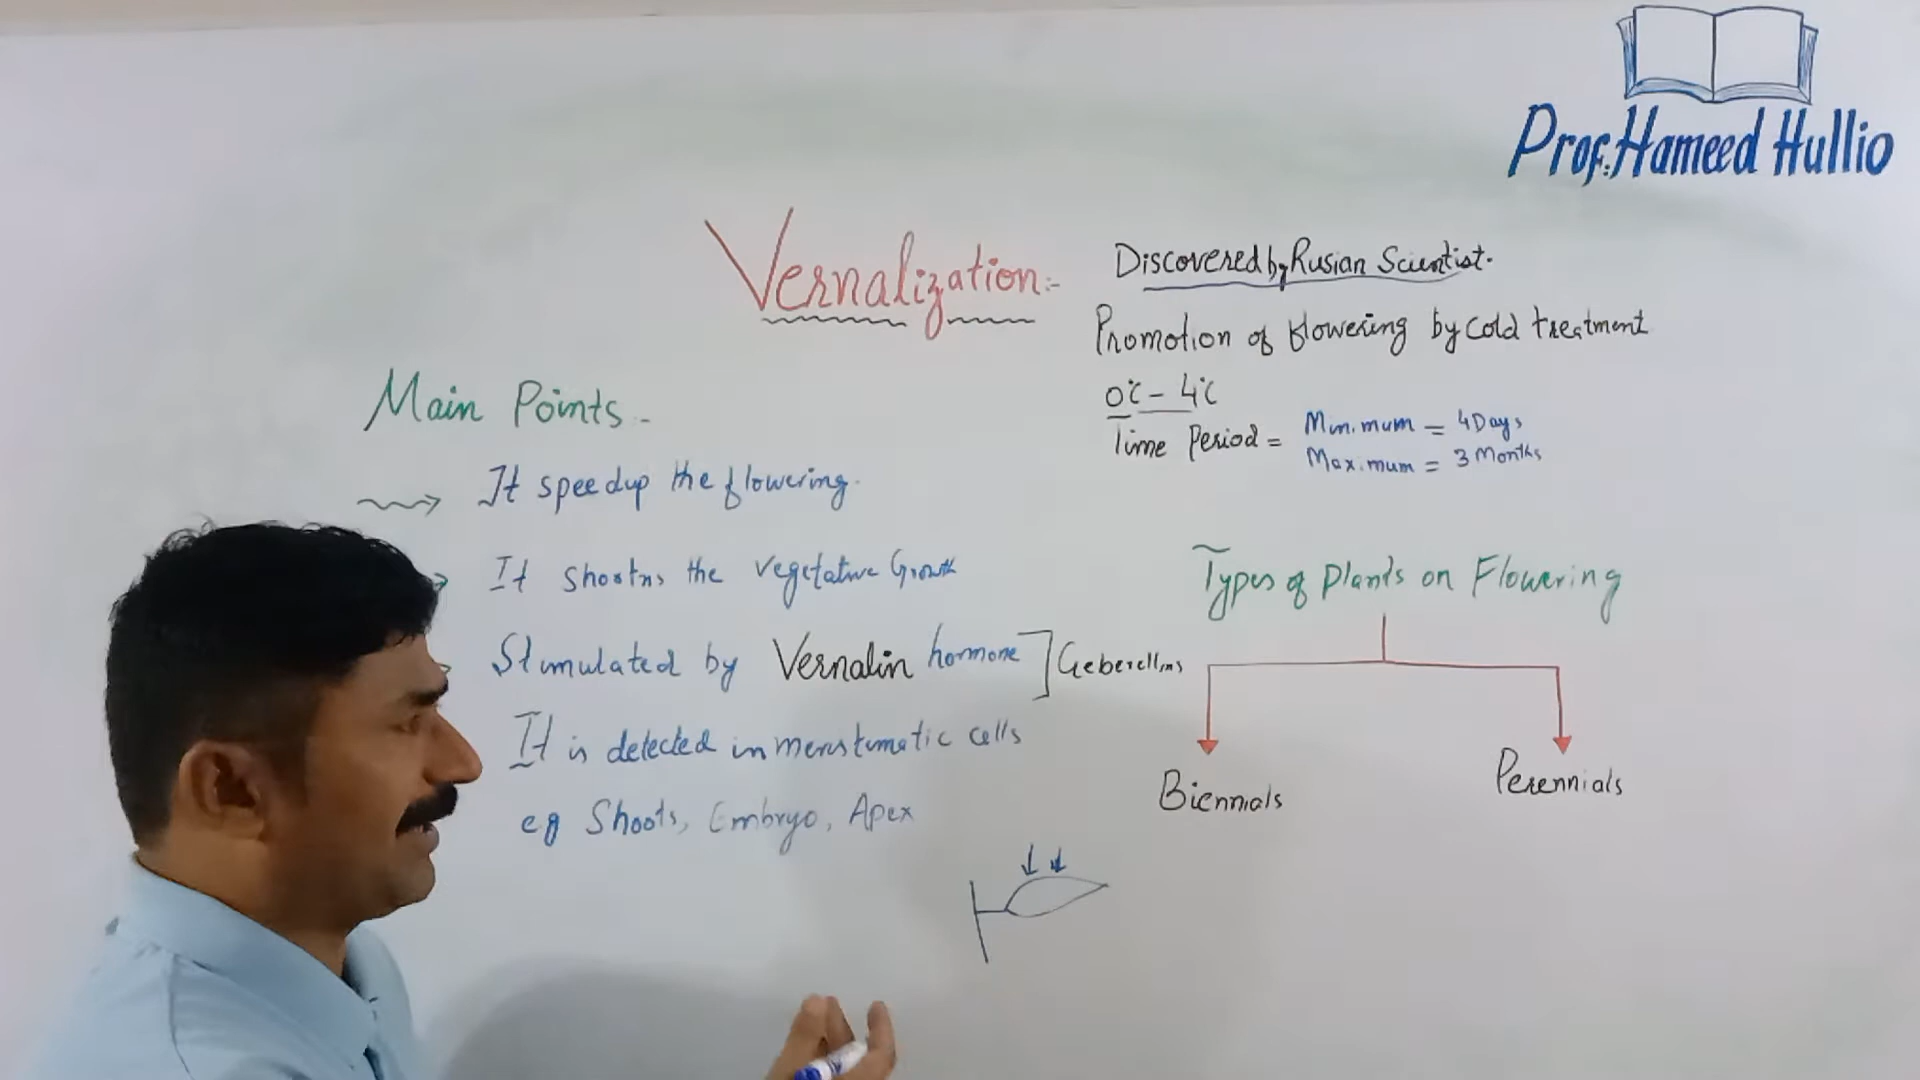 Prof. Hameed Hullio
Vernalization:-
Discovered by Rusian Scientist.
Promotion of flowering by cold treatment
0°C - 4°C
Time Period = Minimum = 4 Days
Maximum = 3 Months
Main Points -
It speedup the flowering.
It Shortns the vegetative Growth
Stimulated by Vernalin hormone ] Geberellins
It is detected in meristematic cells
eg Shoots, Embryo, Apex
Types of Plants on Flowering
Biennials
Perennials